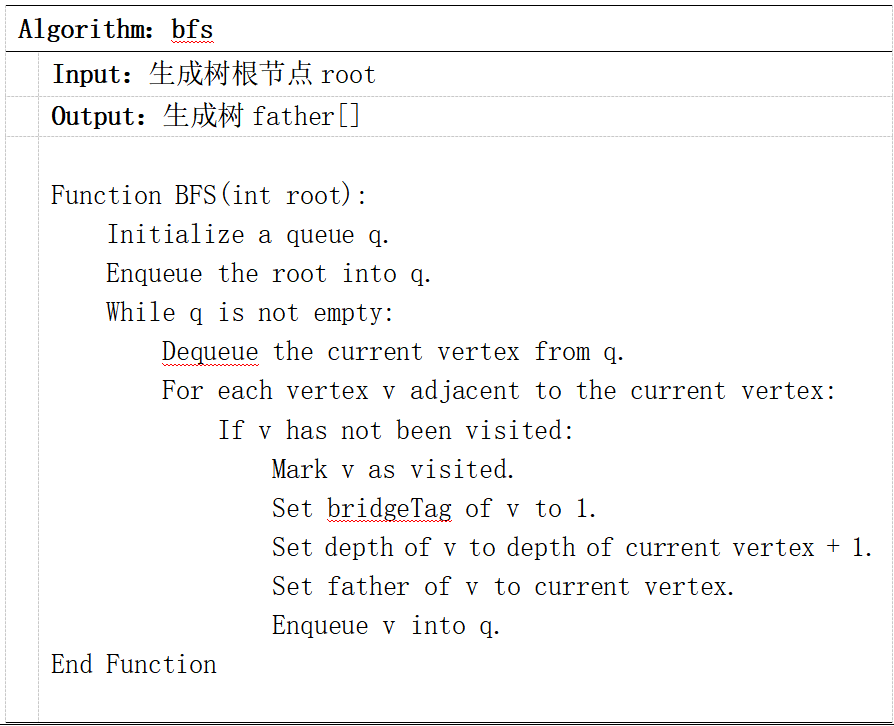 Algorithm: bfs
Input: 生成树根节点 root
Output: 生成树 father[]
Function BFS(int root):
Initialize a queue q.
Enqueue the root into q.
While q is not empty:
Dequeue the current vertex from q.
For each vertex v adjacent to the current vertex:
If v has not been visited:
Mark v as visited.
Set bridgeTag of v to 1.
Set depth of v to depth of current vertex + 1.
Set father of v to current vertex.
Enqueue v into q.
End Function